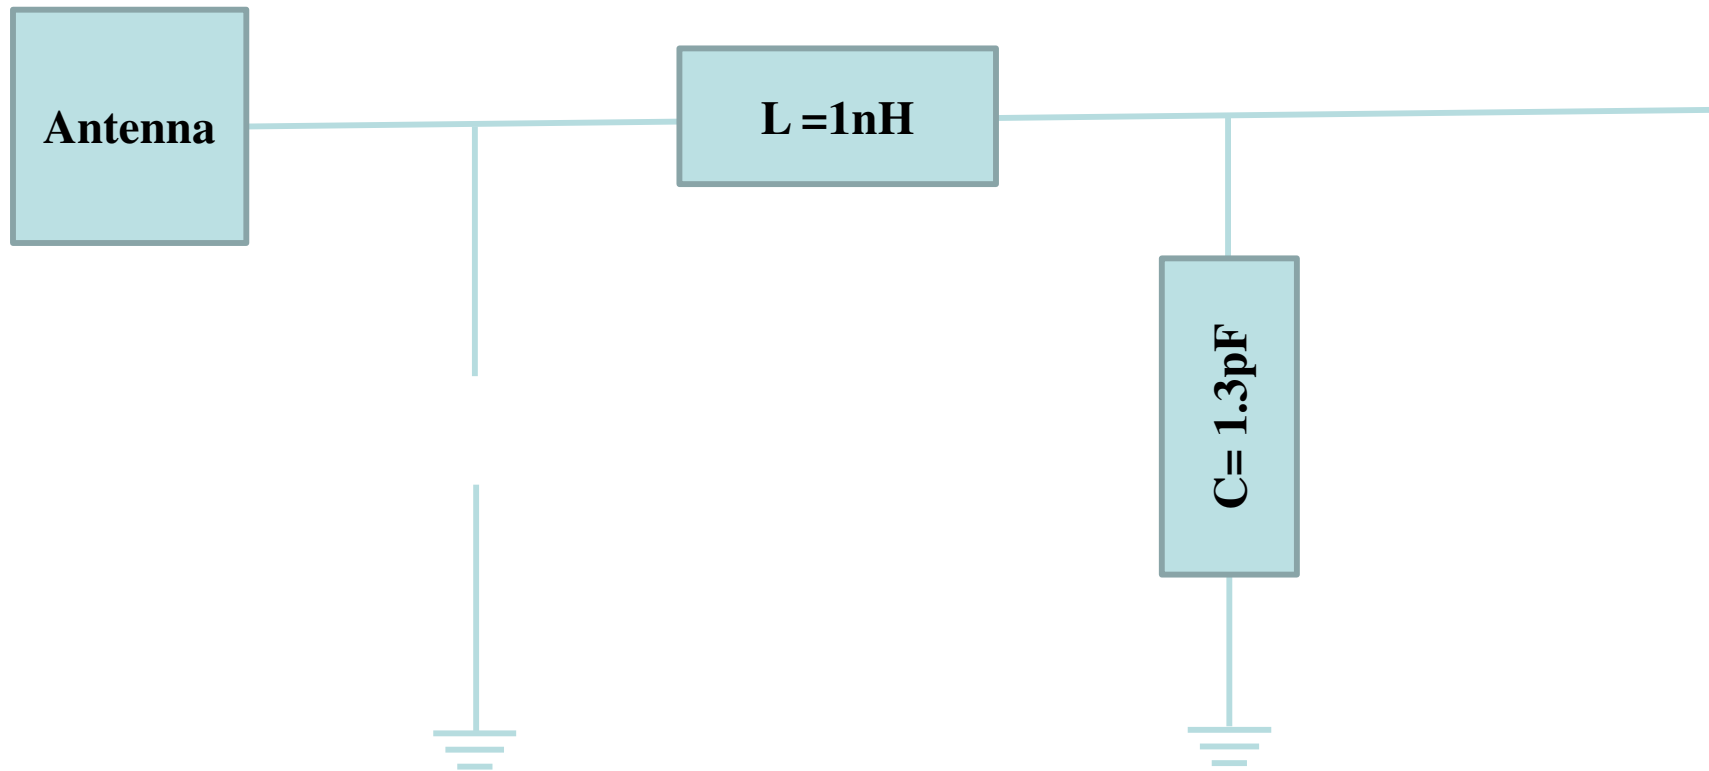 Antenna
L =1nH
C= 1.3pF